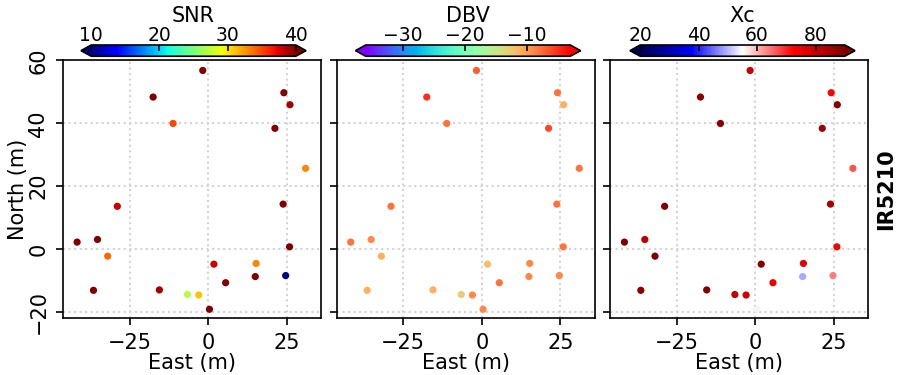 SNR DBV Xc
10 20 30 40 −30 −20 −10 20 40 60 80
60
40
20
0
−20
North (m)
IR5210
−25 0 25 −25 0 25 −25 0 25
East (m) East (m) East (m)